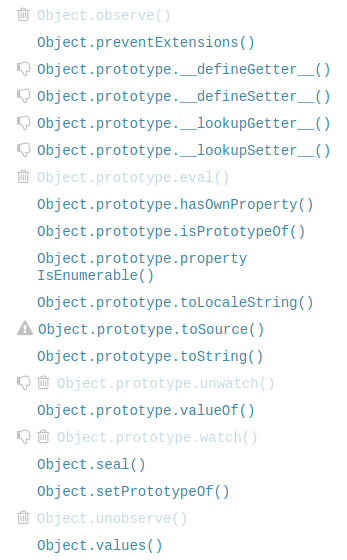 Object.observe()
Object.preventExtensions()
Object.prototype.__defineGetter__()
Object.prototype.__defineSetter__()
Object.prototype.__lookupGetter__()
Object.prototype.__lookupSetter__()
Object.prototype.eval()
Object.prototype.hasOwnProperty()
Object.prototype.isPrototypeOf()
Object.prototype.property
IsEnumerable()
Object.prototype.toLocaleString()
Object.prototype.toSource()
Object.prototype.toString()
Object.prototype.unwatch()
Object.prototype.valueOf()
Object.prototype.watch()
Object.seal()
Object.setPrototypeOf()
Object.unobserve()
Object.values()